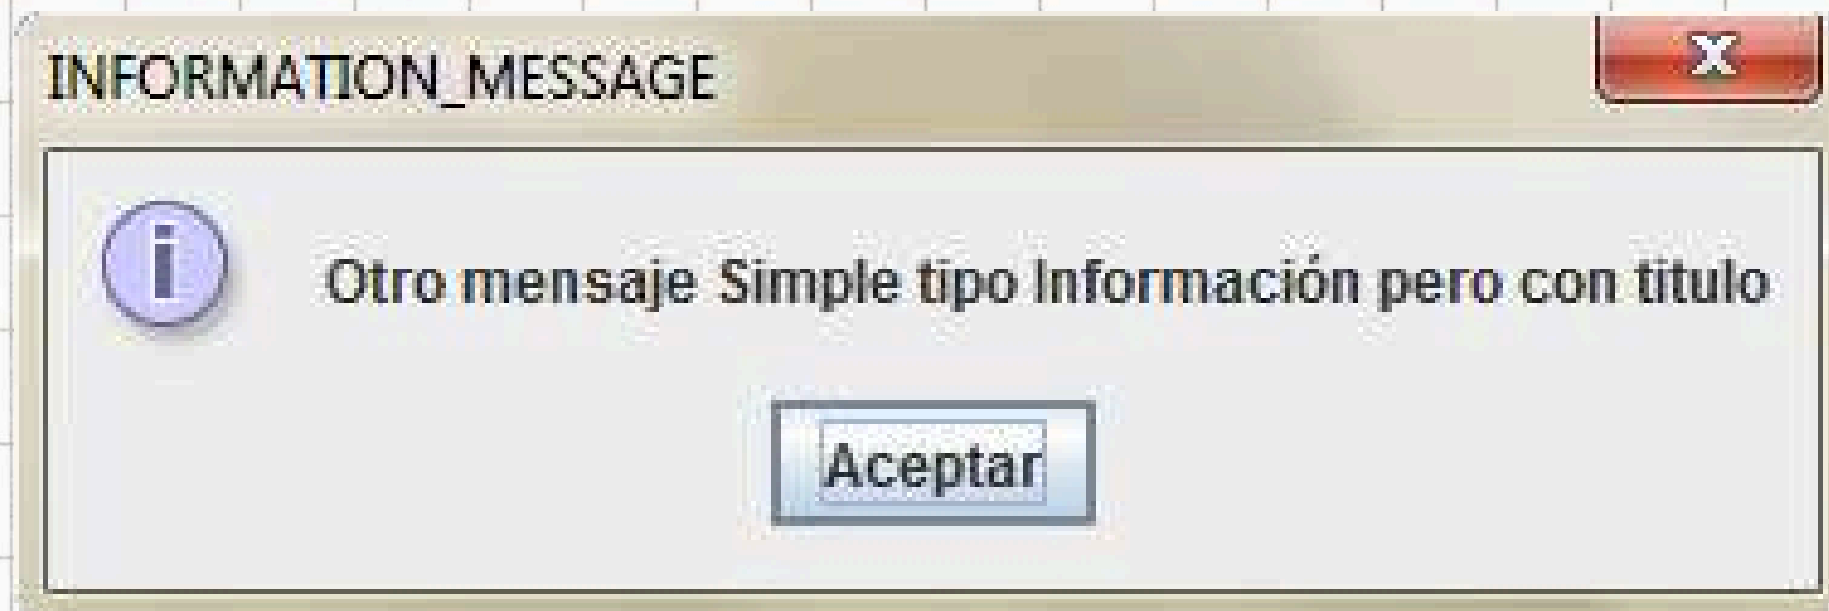 INFORMATION_MESSAGE
Otro mensaje Simple tipo Información pero con titulo
Aceptar